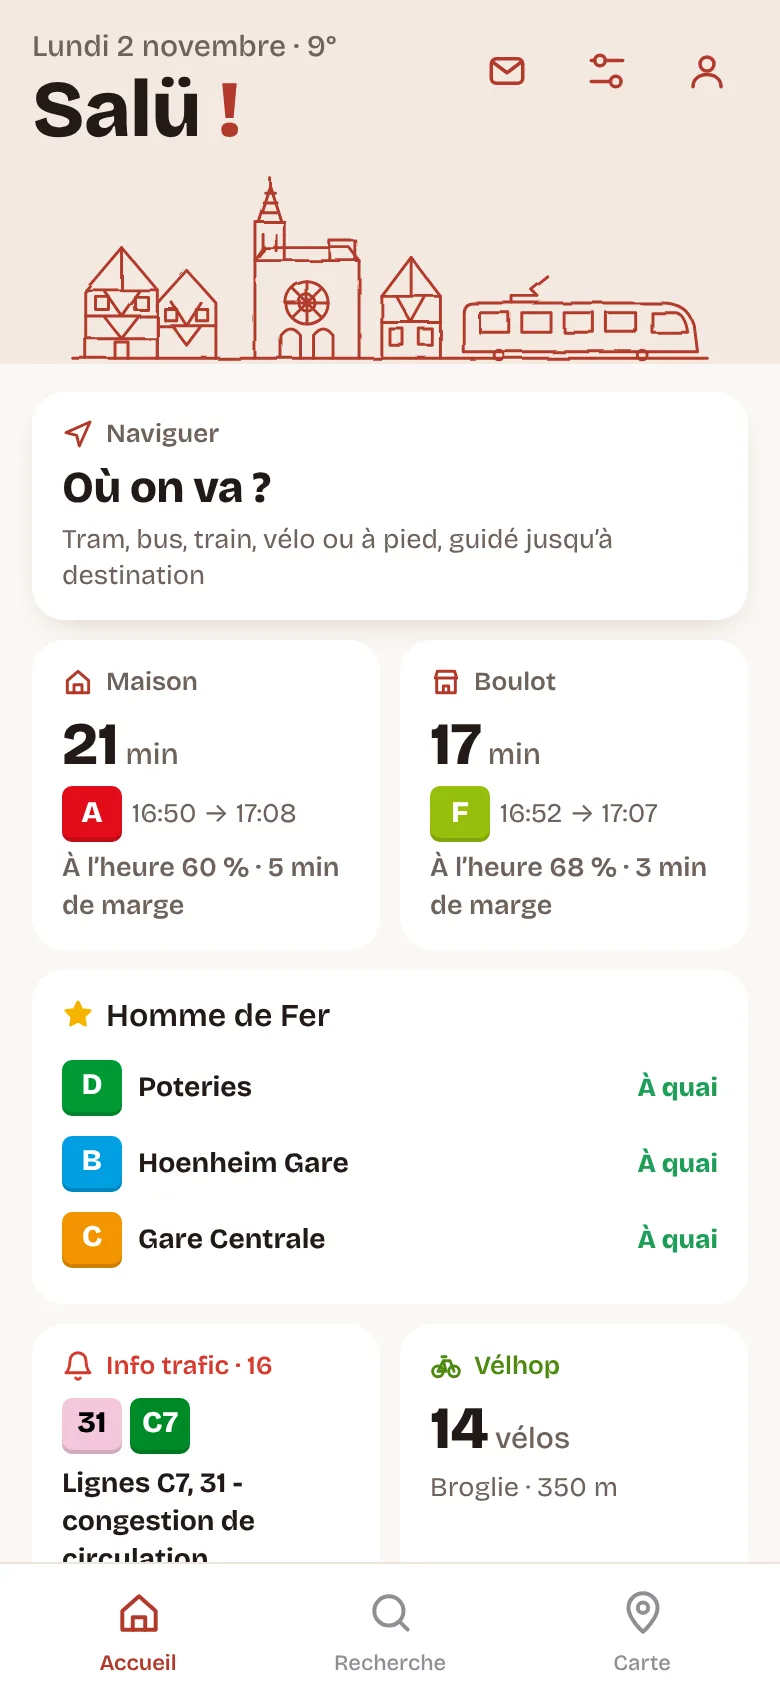 Lundi 2 novembre · 9°
Salü !
Naviguer
Où on va ?
Tram, bus, train, vélo ou à pied, guidé jusqu’à
destination
Maison
21 min
A 16:50 → 17:08
À l’heure 60 % · 5 min
de marge
Boulot
17 min
F 16:52 → 17:07
À l’heure 68 % · 3 min
de marge
Homme de Fer
D Poteries À quai
B Hoenheim Gare À quai
C Gare Centrale À quai
Info trafic · 16
31 C7
Lignes C7, 31 -
congestion de
circulation
Vélhop
14 vélos
Broglie · 350 m
Accueil
Recherche
Carte